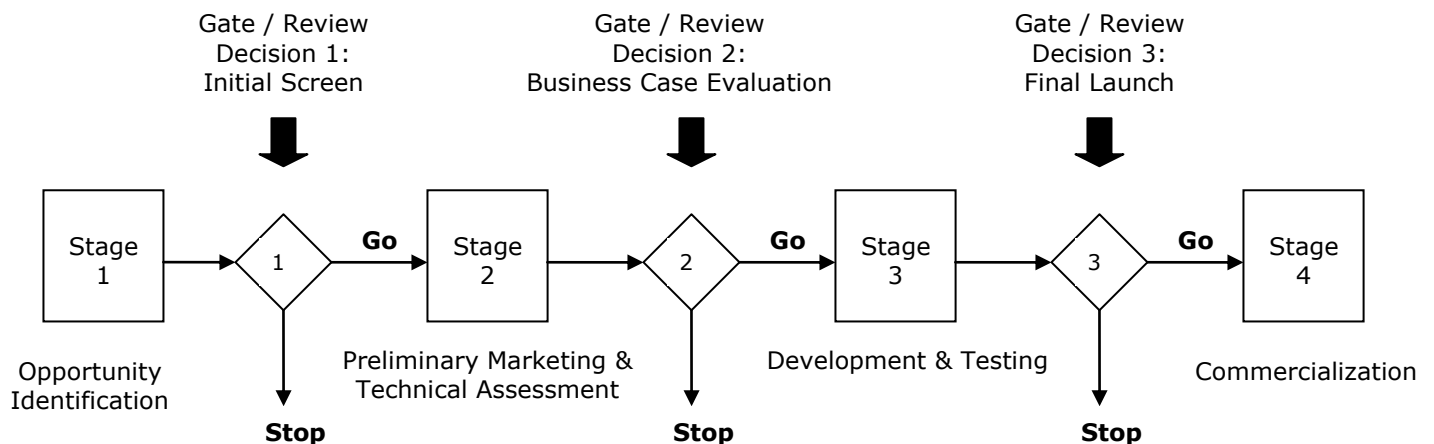 Gate / Review
Decision 1:
Initial Screen
Gate / Review
Decision 2:
Business Case Evaluation
Gate / Review
Decision 3:
Final Launch
Stage
1
1
Go
Stage
2
2
Go
Stage
3
3
Go
Stage
4
Opportunity
Identification
Preliminary Marketing &
Technical Assessment
Development & Testing
Commercialization
Stop
Stop
Stop